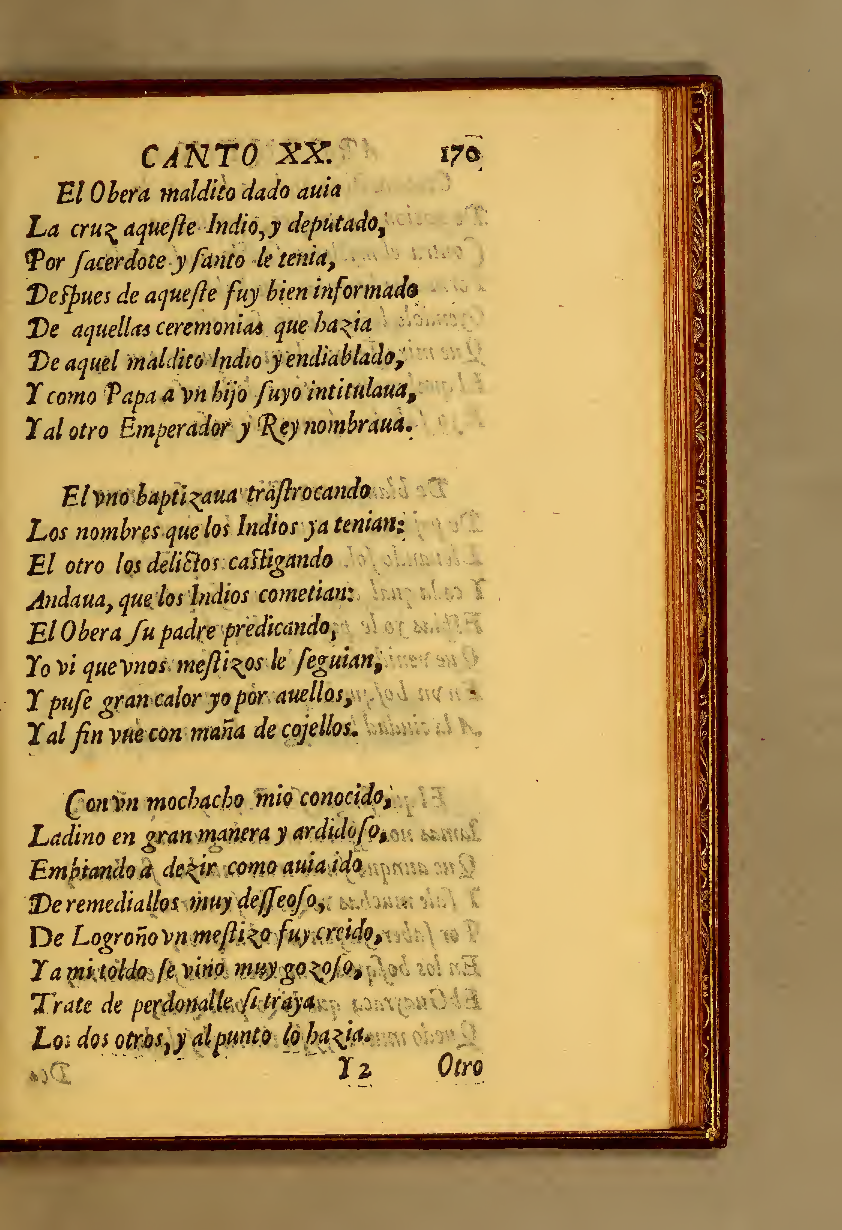 CANTO XX. 170
El Obera maldito dado auia
La cruz aqueſte Indio, y deputado,
Por ſacerdote y ſanto le tenia,
Deſpues de aqueſte fuy bien informado
De aquellas ceremonias que hazia
De aquel maldito Indio y endiablado,
Y como Papa a vn hijo ſuyo intitulaua,
Y al otro Emperador y Rey nombraua.
El vno baptizaua traſtrocando
Los nombres que los Indios ya tenian:
El otro los delictos caſtigando
Andaua, que los Indios cometian:
El Obera ſu padre predicando,
Yo vi que vnos meſtizos le ſeguian,
Y puſe gran calor yo por auellos,
Y al fin vue con maña de cojellos.
Con vn mochacho mio conocido,
Ladino en gran manera y ardidoſo,
Embiando a dezir como auia ido
De remediallos muy deſſeoſo,
De Logroño vn meſtizo fuy creido,
Y a mi toldo ſe vino muy gozoſo,
Trate de perdonalle ſi traya
Los dos otros, y al punto lo hazia.
Y 2 Otro